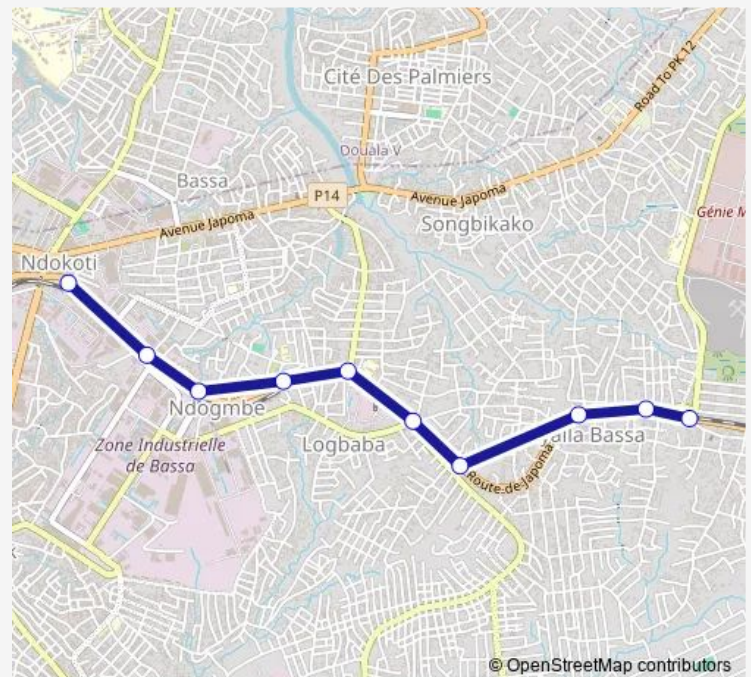 Cité Des Palmiers
Road To PK 12
Douala V
Bassa
P14
Avenue Japoma
Avenue Japoma
Songbikako
Génie M
Ndokoti
Ndogmbe
Logbaba
Zone Industrielle
de Bassa
alla Bassa
Route de Japoma
© OpenStreetMap contributors